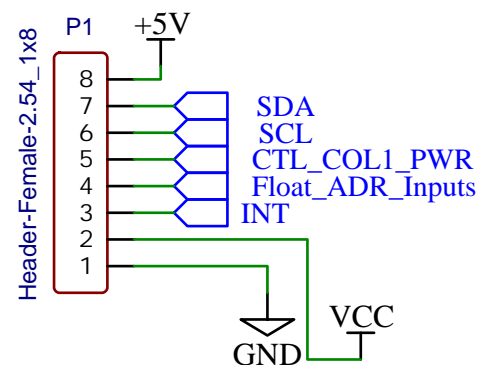 P1
+5V
Header-Female-2.54_1x8
8
7
SDA
6
SCL
5
CTL_COL1_PWR
4
Float_ADR_Inputs
3
INT
2
1
VCC
GND